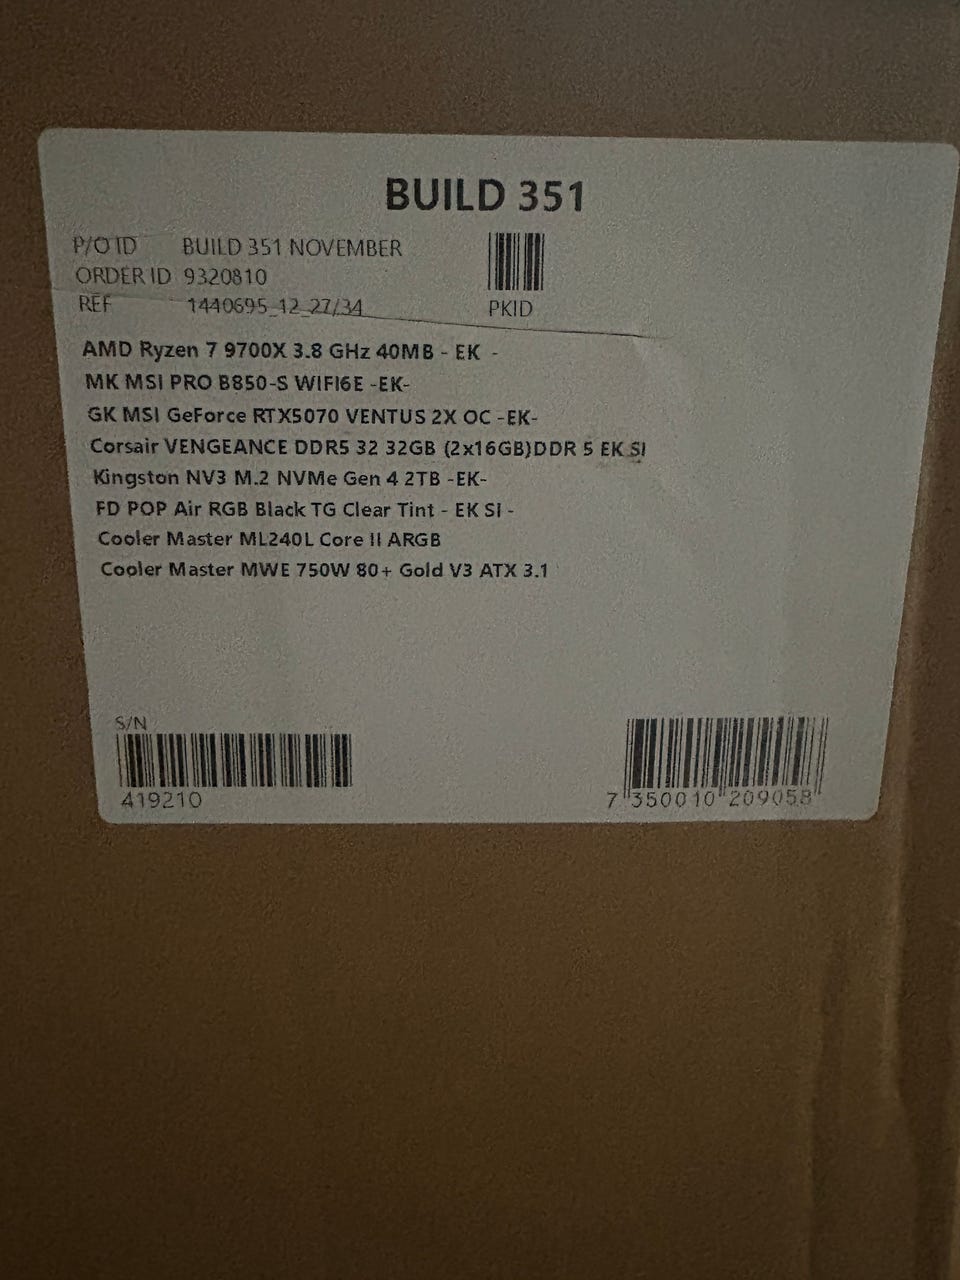 BUILD 351
P/O ID BUILD 351 NOVEMBER
ORDER ID 9320810
REF 1440695_12_27/34
PKID
AMD Ryzen 7 9700X 3.8 GHz 40MB - EK -
MK MSI PRO B850-S WIFI6E -EK-
GK MSI GeForce RTX5070 VENTUS 2X OC -EK-
Corsair VENGEANCE DDR5 32 32GB (2x16GB)DDR 5 EK SI
Kingston NV3 M.2 NVMe Gen 4 2TB -EK-
FD POP Air RGB Black TG Clear Tint - EK SI -
Cooler Master ML240L Core II ARGB
Cooler Master MWE 750W 80+ Gold V3 ATX 3.1
S/N
419210
7 350010 209058